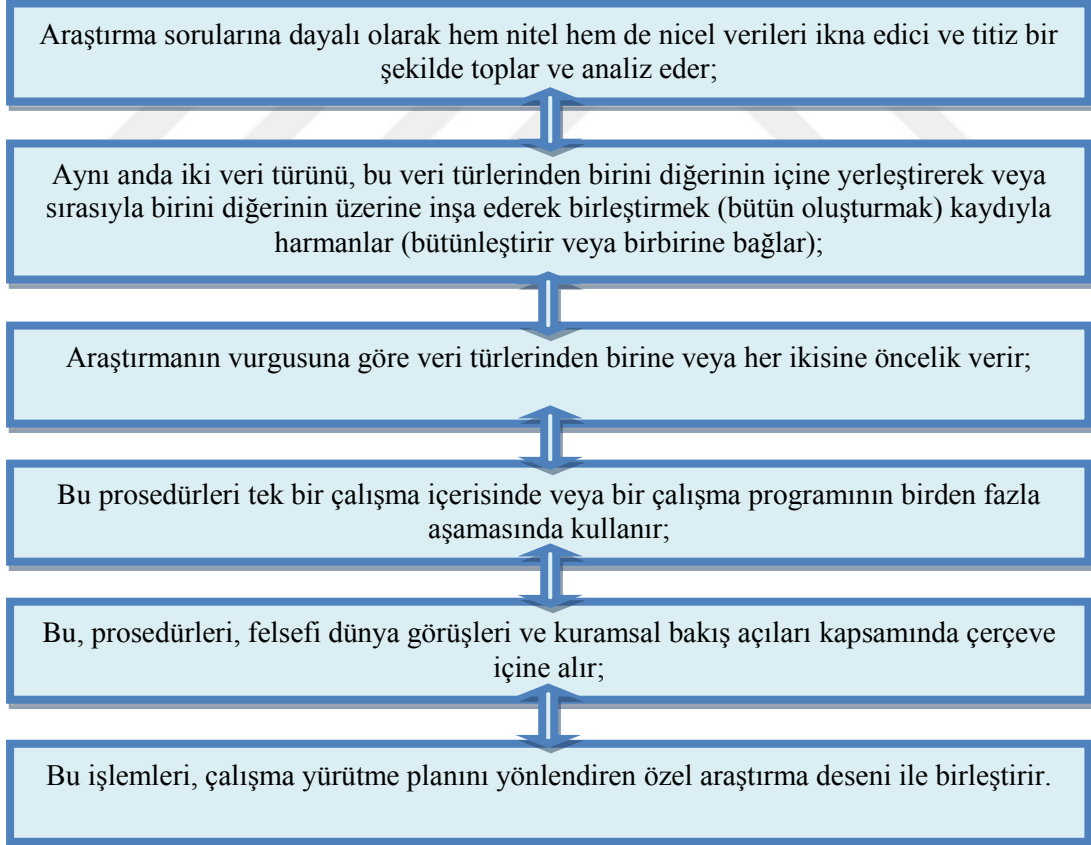 Araştırma sorularına dayalı olarak hem nitel hem de nicel verileri ikna edici ve titiz bir
şekilde toplar ve analiz eder;
Aynı anda iki veri türünü, bu veri türlerinden birini diğerinin içine yerleştirerek veya
sırasıyla birini diğerinin üzerine inşa ederek birleştirmek (bütün oluşturmak) kaydıyla
harmanlar (bütünleştirir veya birbirine bağlar);
Araştırmanın vurgusuna göre veri türlerinden birine veya her ikisine öncelik verir;
Bu prosedürleri tek bir çalışma içerisinde veya bir çalışma programının birden fazla
aşamasında kullanır;
Bu, prosedürleri, felsefi dünya görüşleri ve kuramsal bakış açıları kapsamında çerçeve
içine alır;
Bu işlemleri, çalışma yürütme planını yönlendiren özel araştırma deseni ile birleştirir.